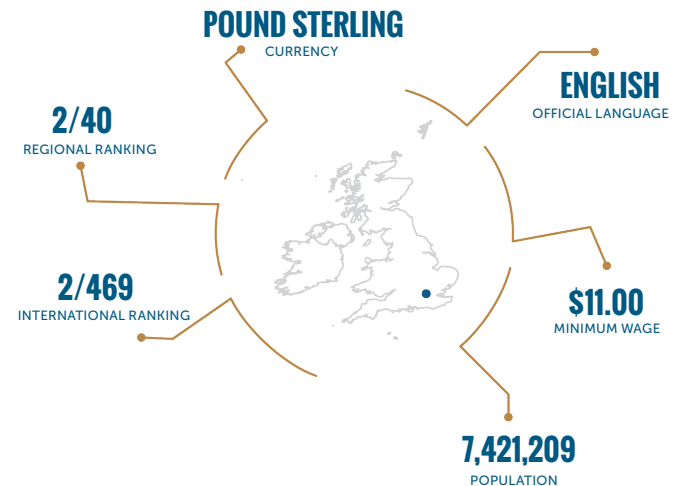 POUND STERLING
CURRENCY
ENGLISH
OFFICIAL LANGUAGE
2/40
REGIONAL RANKING
2/469
INTERNATIONAL RANKING
$11.00
MINIMUM WAGE
7,421,209
POPULATION